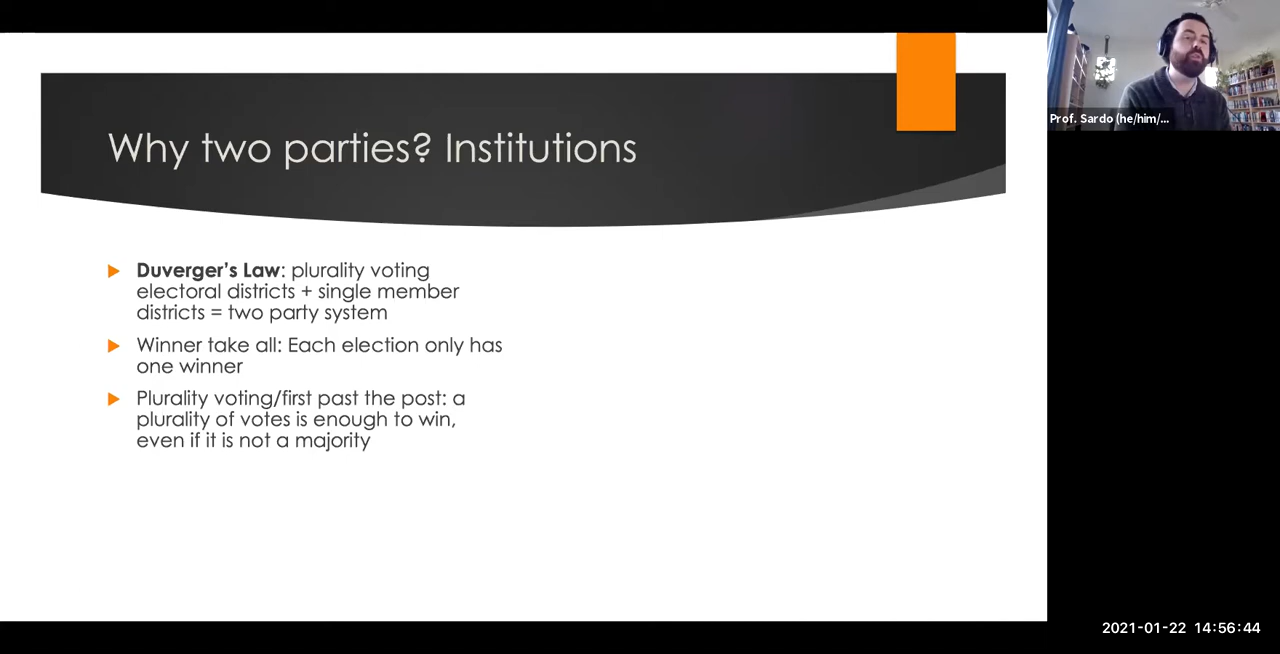 Why two parties? Institutions
Duverger's Law: plurality voting
electoral districts + single member
districts = two party system
Winner take all: Each election only has
one winner
Plurality voting/first past the post: a
plurality of votes is enough to win,
even if it is not a majority
Prof. Sardo (he/him/...
2021-01-22 14:56:44